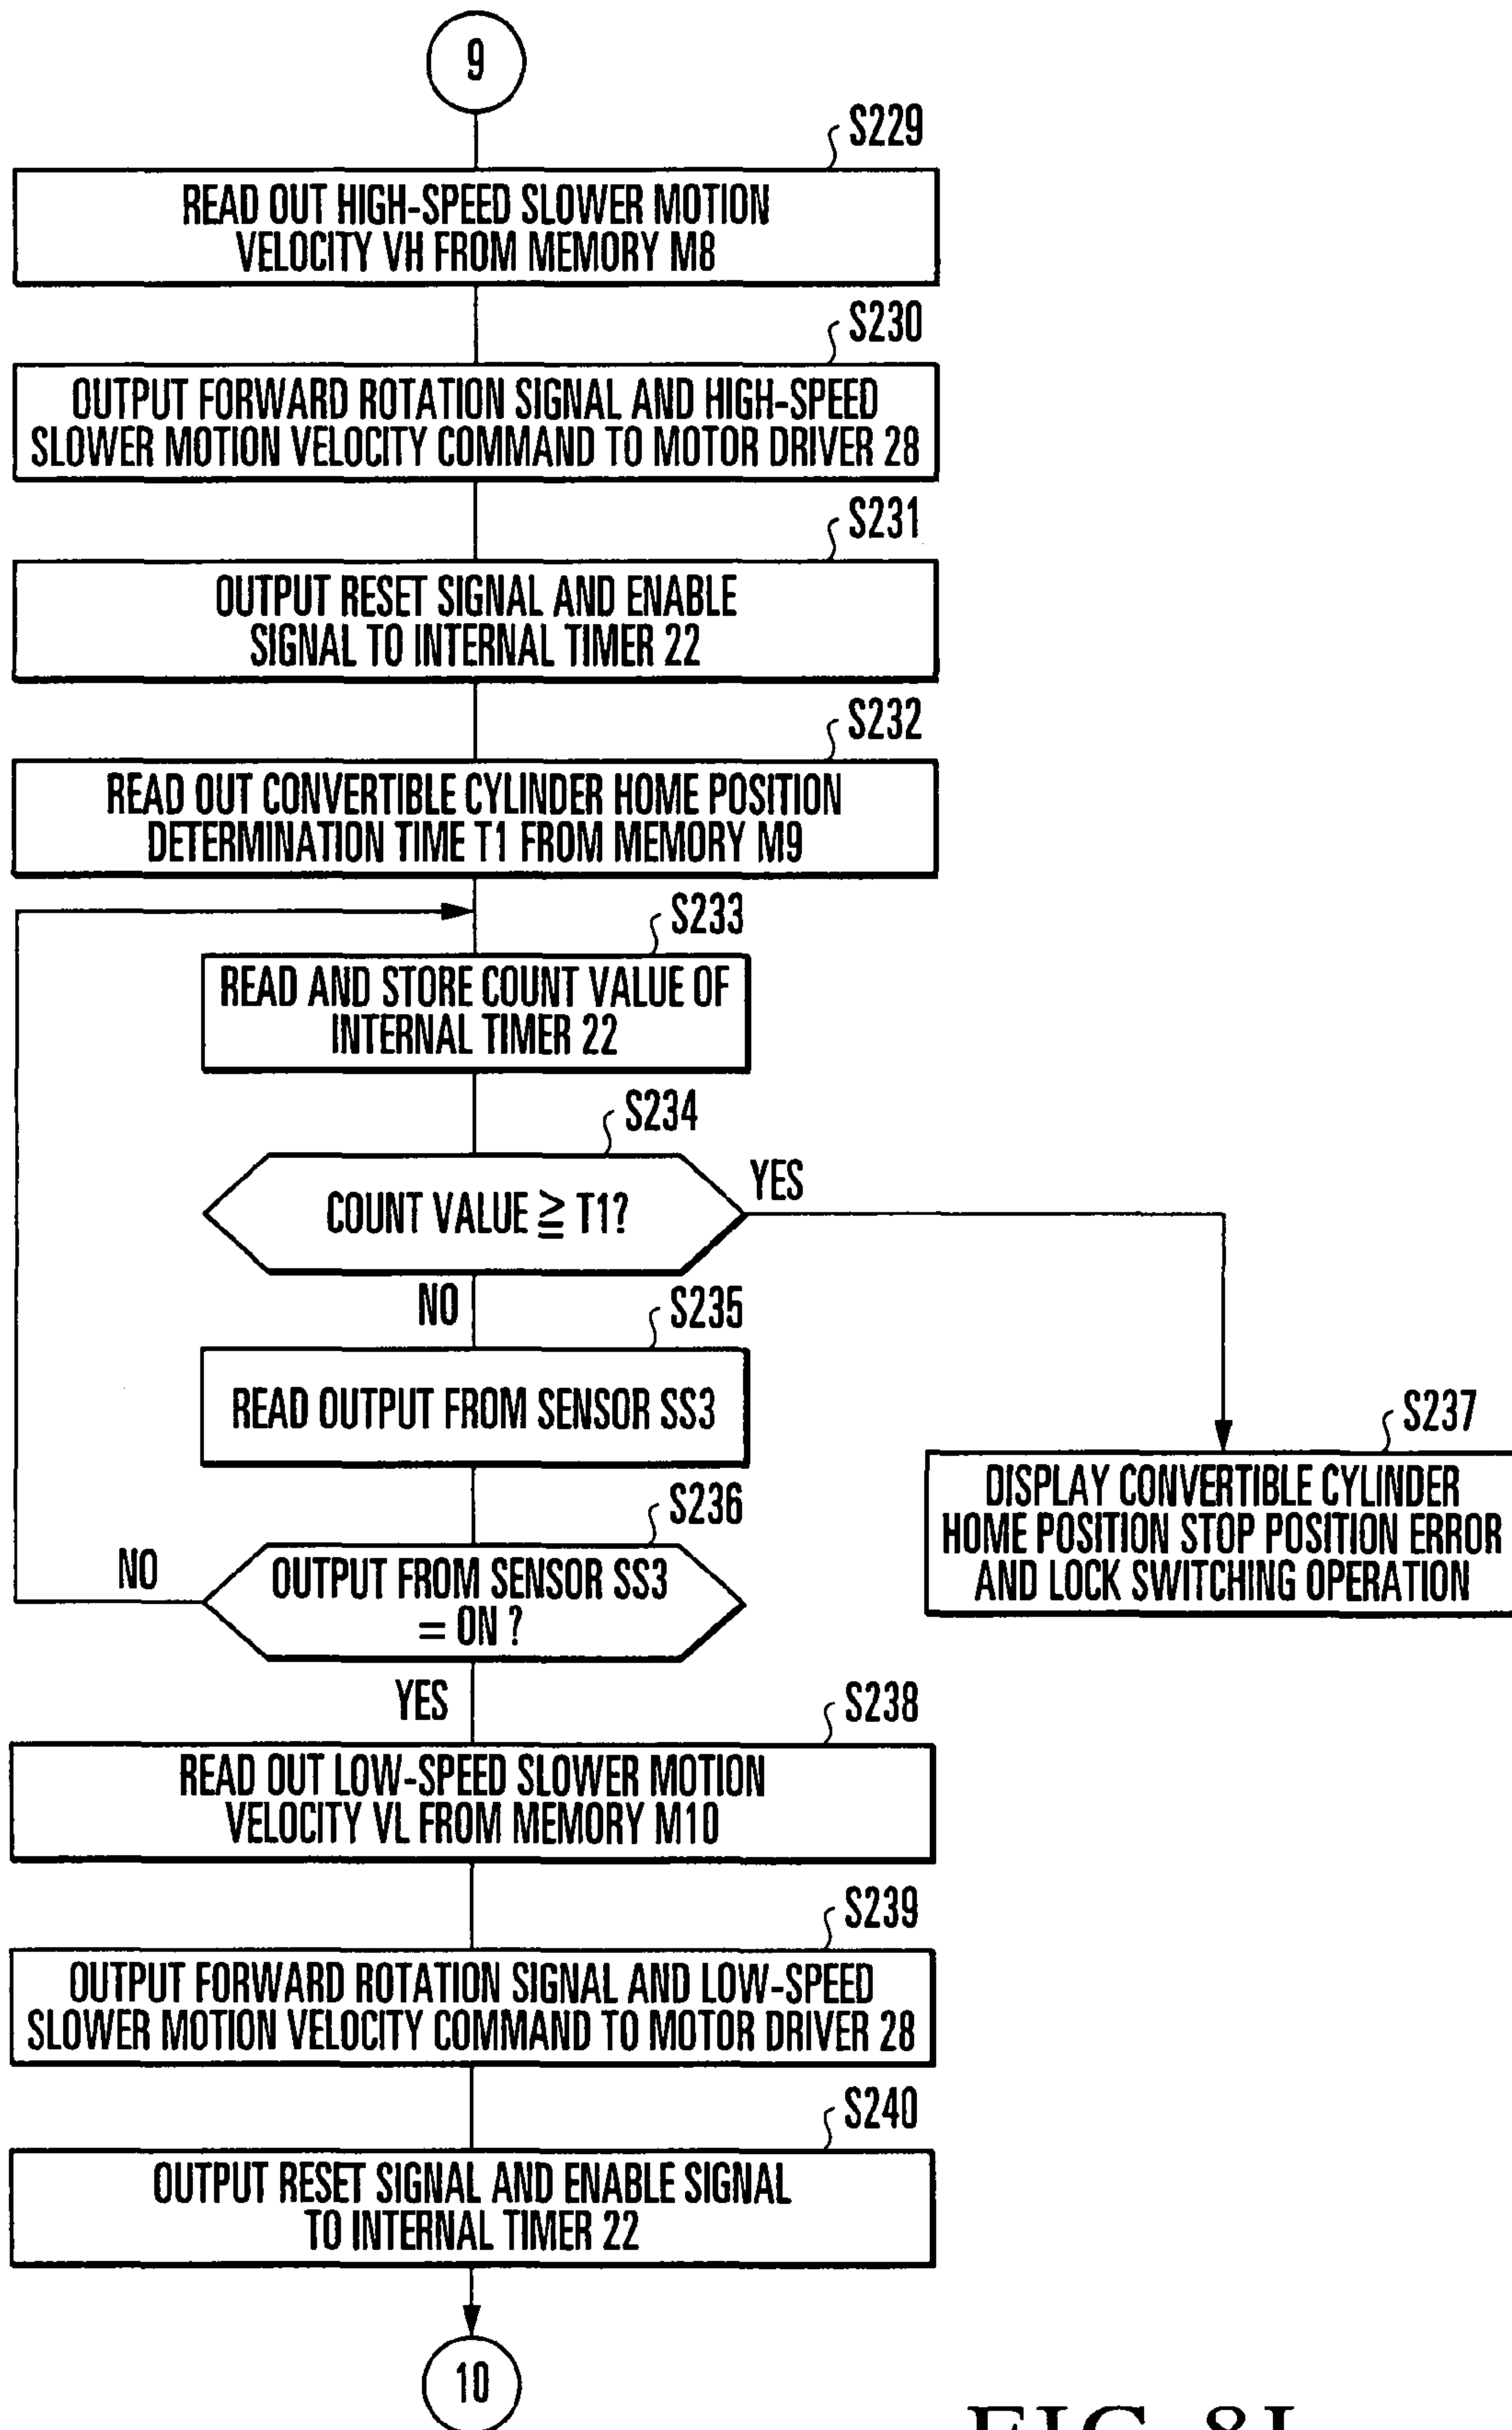 9
S229
READ OUT HIGH-SPEED SLOWER MOTION
VELOCITY VH FROM MEMORY M8
S230
OUTPUT FORWARD ROTATION SIGNAL AND HIGH-SPEED
SLOWER MOTION VELOCITY COMMAND TO MOTOR DRIVER 28
S231
OUTPUT RESET SIGNAL AND ENABLE
SIGNAL TO INTERNAL TIMER 22
S232
READ OUT CONVERTIBLE CYLINDER HOME POSITION
DETERMINATION TIME T1 FROM MEMORY M9
S233
READ AND STORE COUNT VALUE OF
INTERNAL TIMER 22
S234
COUNT VALUE ≧ T1?
YES
NO
S235
READ OUTPUT FROM SENSOR SS3
S237
DISPLAY CONVERTIBLE CYLINDER
HOME POSITION STOP POSITION ERROR
AND LOCK SWITCHING OPERATION
S236
OUTPUT FROM SENSOR SS3
= ON ?
NO
YES
S238
READ OUT LOW-SPEED SLOWER MOTION
VELOCITY VL FROM MEMORY M10
S239
OUTPUT FORWARD ROTATION SIGNAL AND LOW-SPEED
SLOWER MOTION VELOCITY COMMAND TO MOTOR DRIVER 28
S240
OUTPUT RESET SIGNAL AND ENABLE SIGNAL
TO INTERNAL TIMER 22
10